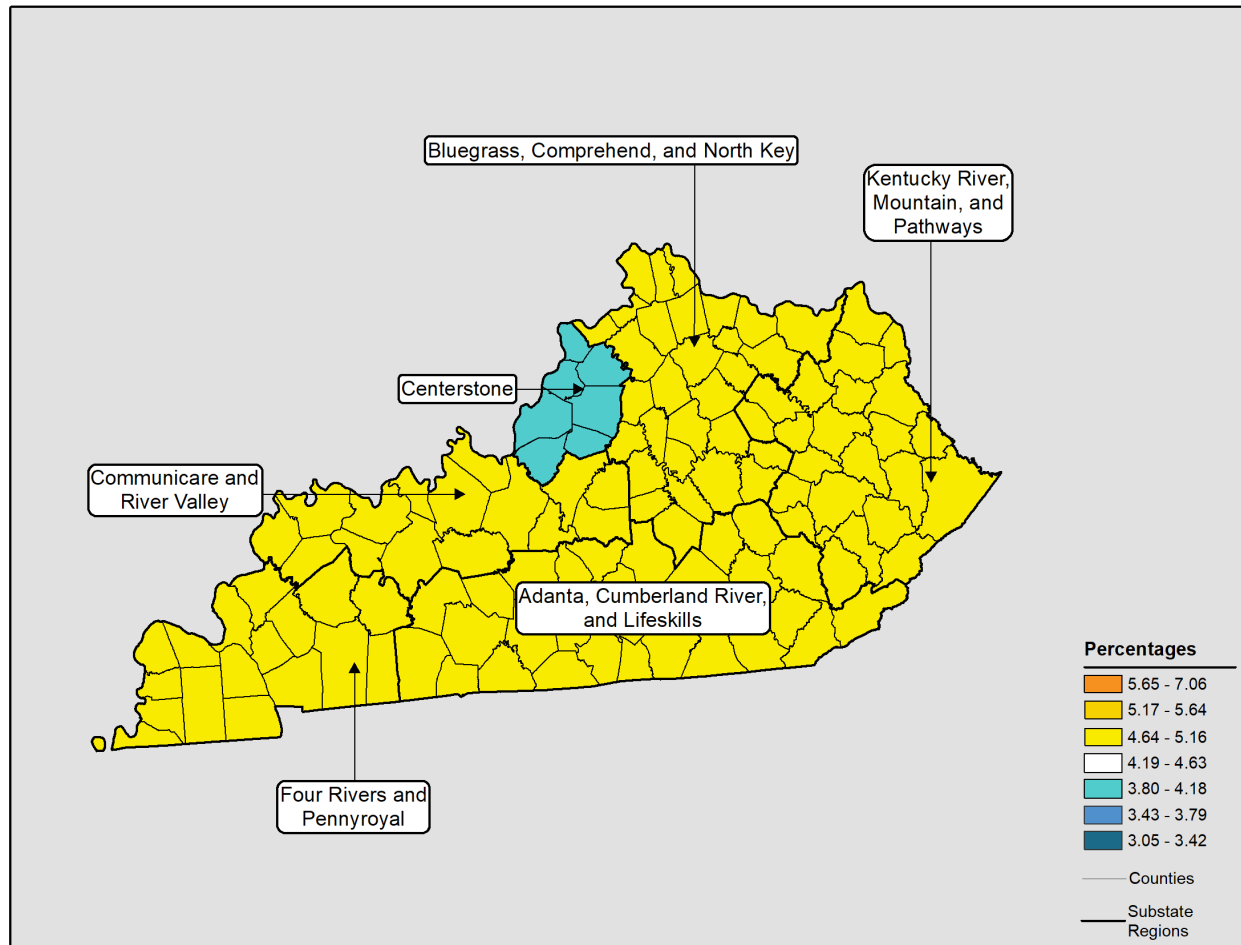 Bluegrass, Comprehend, and North Key
Kentucky River,
Mountain, and
Pathways
Centerstone
Communicare and
River Valley
Adanta, Cumberland River,
and Lifeskills
Four Rivers and
Pennyroyal
Percentages
5.65 - 7.06
5.17 - 5.64
4.64 - 5.16
4.19 - 4.63
3.80 - 4.18
3.43 - 3.79
3.05 - 3.42
Counties
Substate
Regions